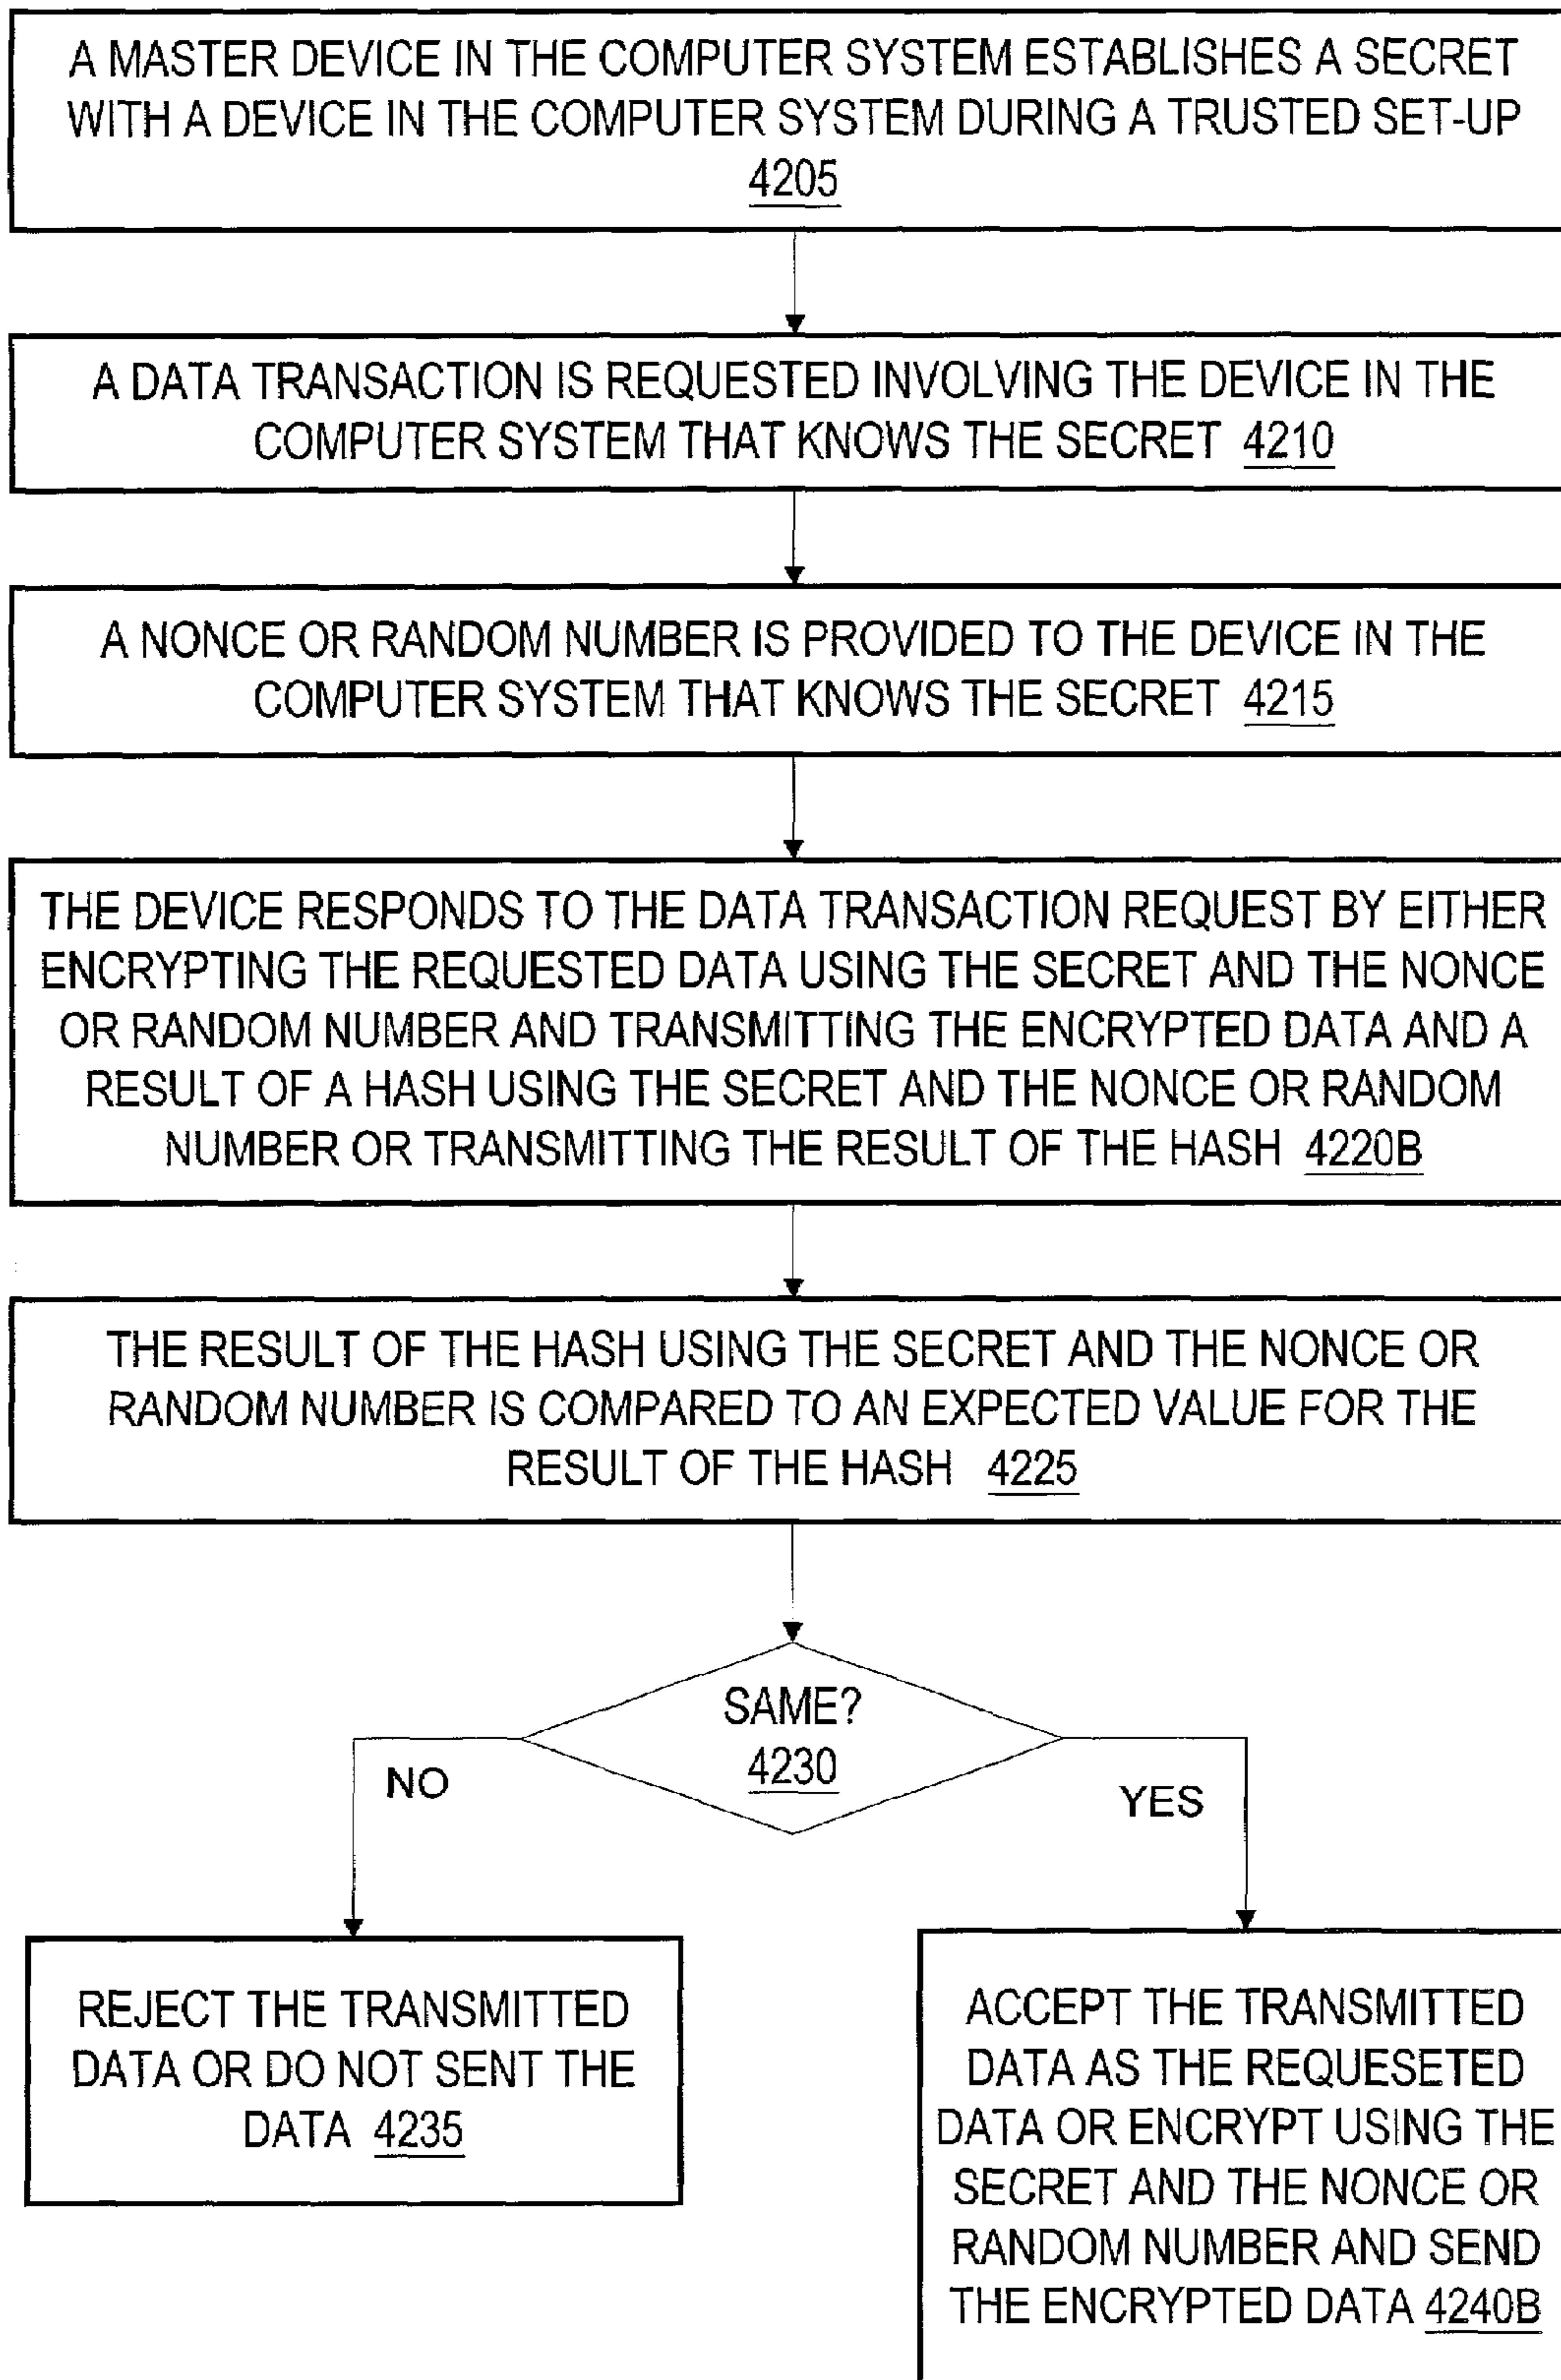 A MASTER DEVICE IN THE COMPUTER SYSTEM ESTABLISHES A SECRET
WITH A DEVICE IN THE COMPUTER SYSTEM DURING A TRUSTED SET-UP
4205
A DATA TRANSACTION IS REQUESTED INVOLVING THE DEVICE IN THE
COMPUTER SYSTEM THAT KNOWS THE SECRET 4210
A NONCE OR RANDOM NUMBER IS PROVIDED TO THE DEVICE IN THE
COMPUTER SYSTEM THAT KNOWS THE SECRET 4215
THE DEVICE RESPONDS TO THE DATA TRANSACTION REQUEST BY EITHER
ENCRYPTING THE REQUESTED DATA USING THE SECRET AND THE NONCE
OR RANDOM NUMBER AND TRANSMITTING THE ENCRYPTED DATA AND A
RESULT OF A HASH USING THE SECRET AND THE NONCE OR RANDOM
NUMBER OR TRANSMITTING THE RESULT OF THE HASH 4220B
THE RESULT OF THE HASH USING THE SECRET AND THE NONCE OR
RANDOM NUMBER IS COMPARED TO AN EXPECTED VALUE FOR THE
RESULT OF THE HASH 4225
SAME?
4230
NO
YES
REJECT THE TRANSMITTED
DATA OR DO NOT SENT THE
DATA 4235
ACCEPT THE TRANSMITTED
DATA AS THE REQUESETED
DATA OR ENCRYPT USING THE
SECRET AND THE NONCE OR
RANDOM NUMBER AND SEND
THE ENCRYPTED DATA 4240B